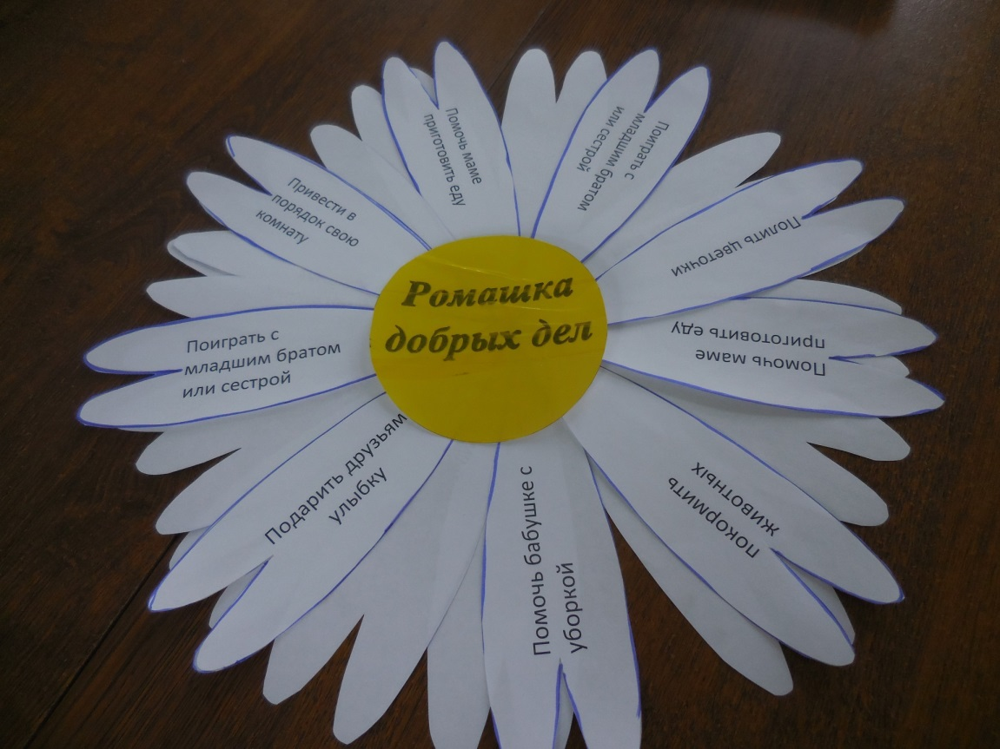 Ромашка
добрых дел
Помочь маме
приготовить еду
Поиграть с
младшим братом
или сестрой
Полить цветочки
Помочь маме
приготовить еду
покормить
животных
Помочь бабушке с
уборкой
Подарить друзьям
улыбку
Поиграть с
младшим братом
или сестрой
Привести в
порядок свою
комнату